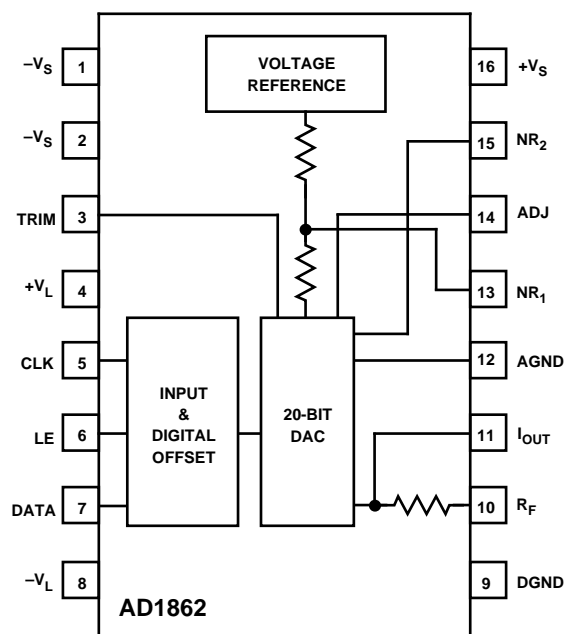 –VS
1
–VS
2
TRIM
3
+VL
4
CLK
5
LE
6
DATA
7
–VL
8
VOLTAGE
REFERENCE
INPUT
&
DIGITAL
OFFSET
20-BIT
DAC
AD1862
16
+VS
15
NR2
14
ADJ
13
NR1
12
AGND
11
IOUT
10
RF
9
DGND